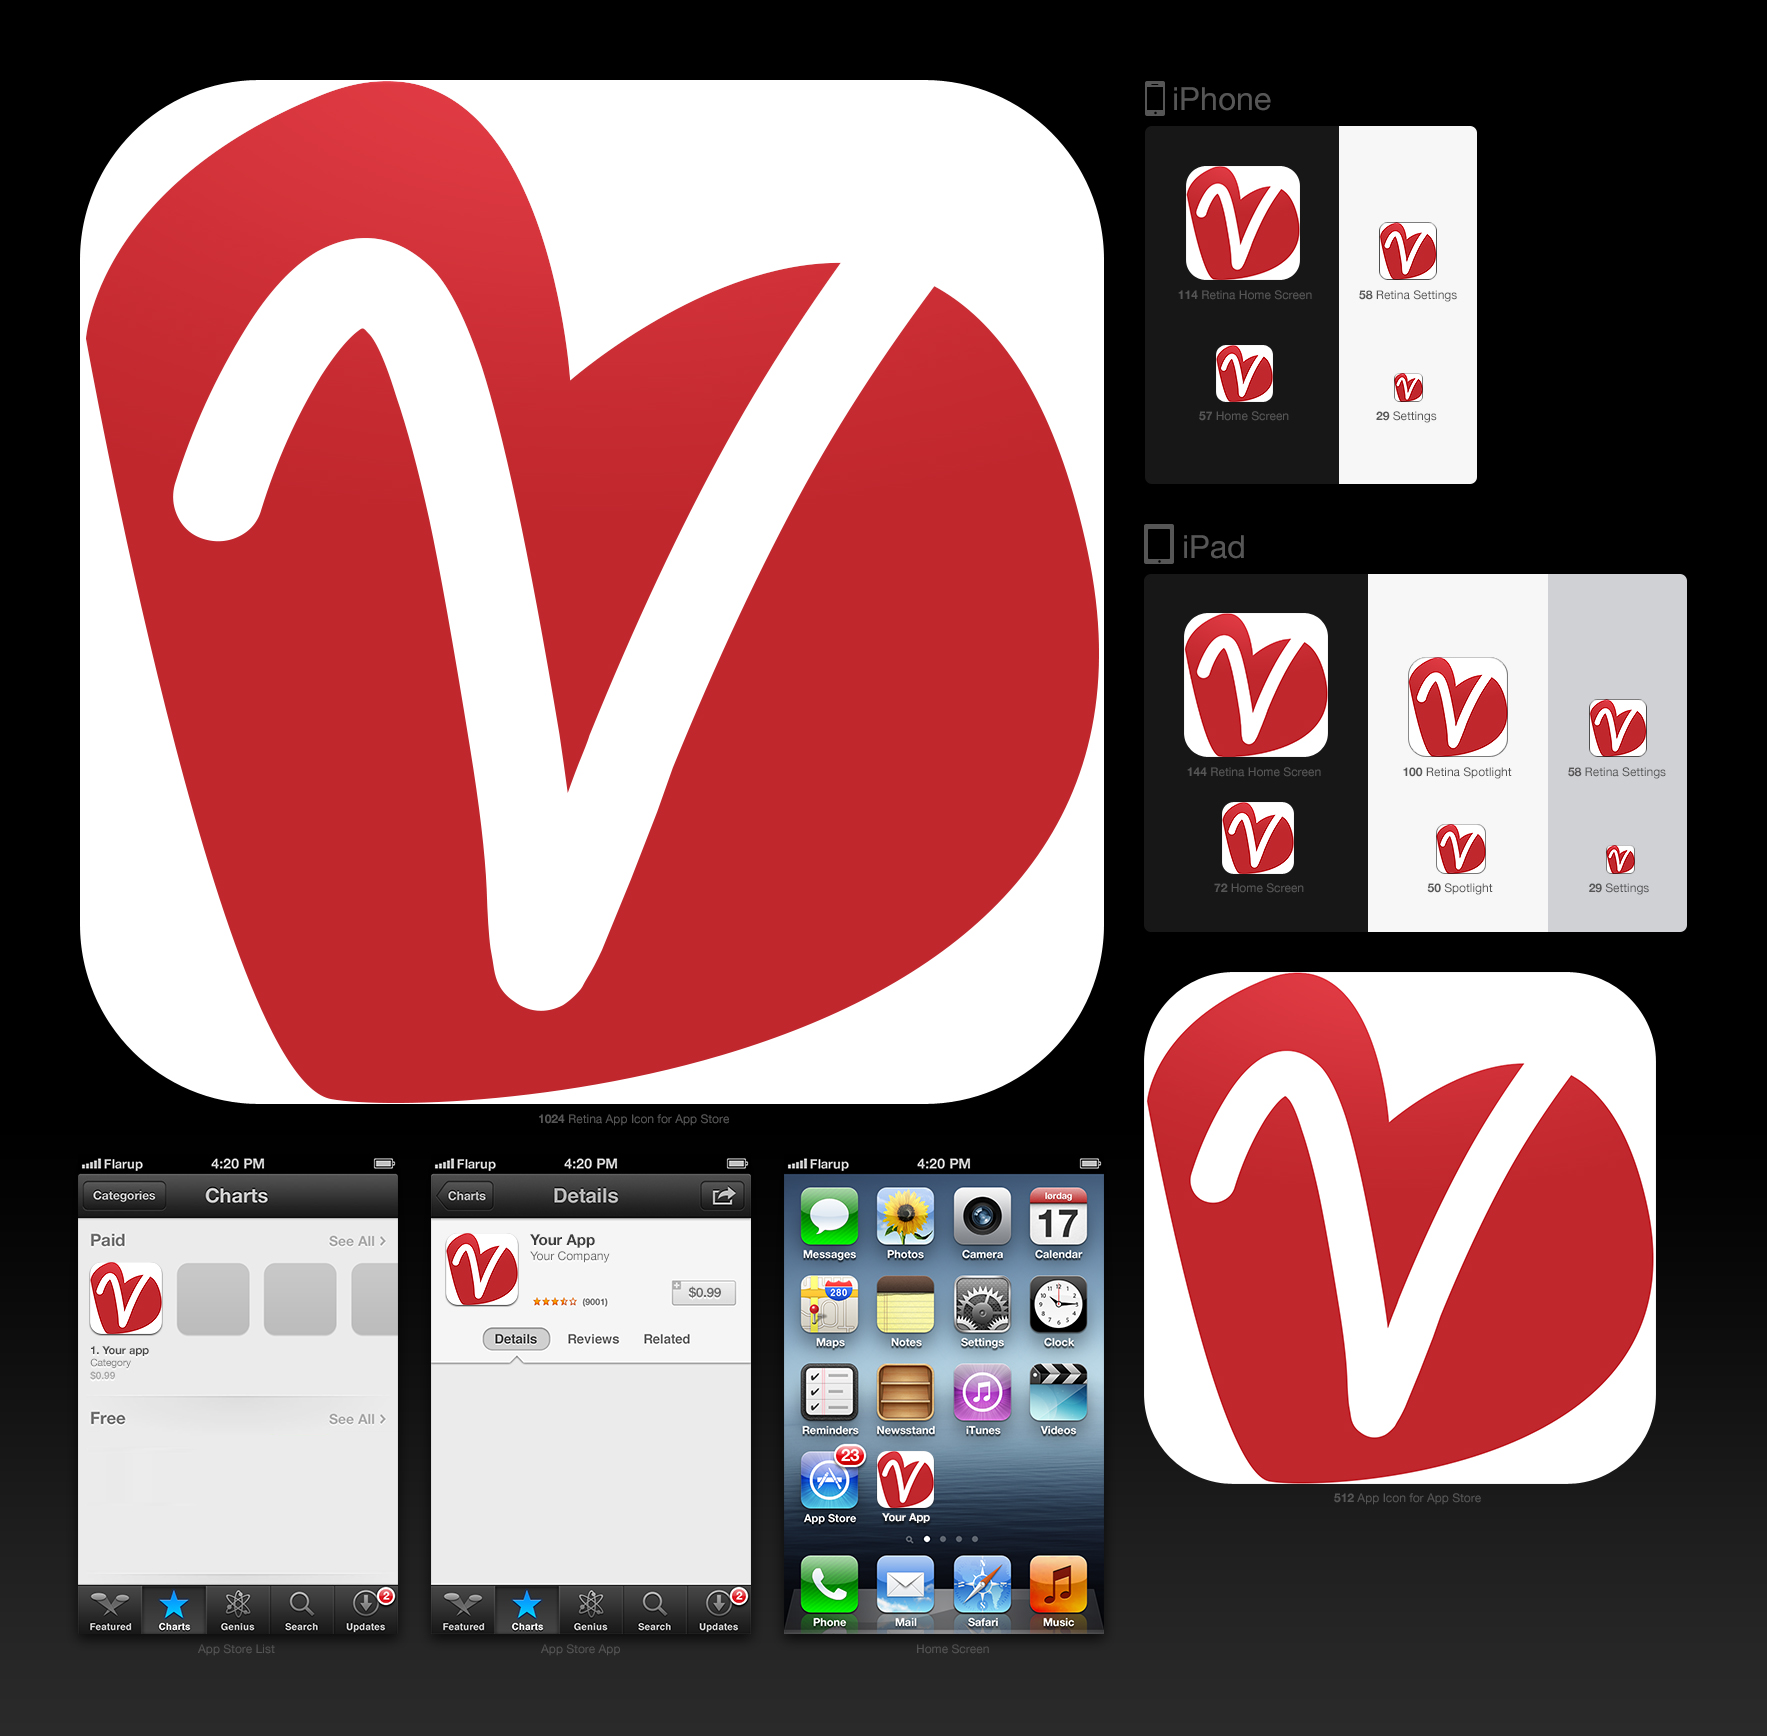 iPhone
114 Retina Home Screen
58 Retina Settings
57 Home Screen
29 Settings
iPad
144 Retina Home Screen
100 Retina Spotlight
58 Retina Settings
72 Home Screen
50 Spotlight
29 Settings
1024 Retina App Icon for App Store
512 App Icon for App Store
Flarup 4:20 PM
Categories Charts
Paid See All >
1. Your app
Category
$0.99
Free See All >
Featured Charts Genius Search Updates 2
App Store List
Flarup 4:20 PM
Charts Details
Your App
Your Company
(9001) $0.99
Details Reviews Related
Featured Charts Genius Search Updates 2
App Store App
Flarup 4:20 PM
lørdag
17
Messages Photos Camera Calendar
280
Maps Notes Settings Clock
Reminders Newsstand iTunes Videos
23
App Store Your App
Phone Mail Safari Music
Home Screen